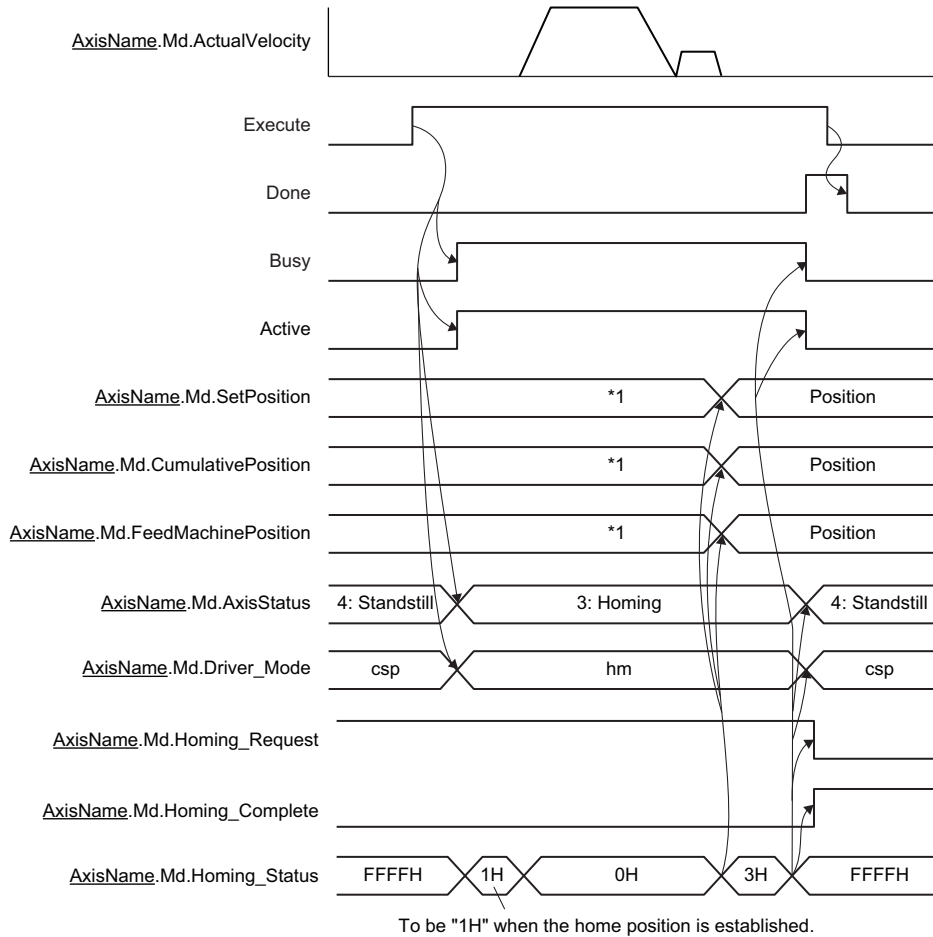 AxisName.Md.ActualVelocity
Execute
Done
Busy
Active
AxisName.Md.SetPosition *1 Position
AxisName.Md.CumulativePosition *1 Position
AxisName.Md.FeedMachinePosition *1 Position
AxisName.Md.AxisStatus 4: Standstill 3: Homing 4: Standstill
AxisName.Md.Driver_Mode csp hm csp
AxisName.Md.Homing_Request
AxisName.Md.Homing_Complete
AxisName.Md.Homing_Status FFFFH 1H 0H 3H FFFFH
To be "1H" when the home position is established.